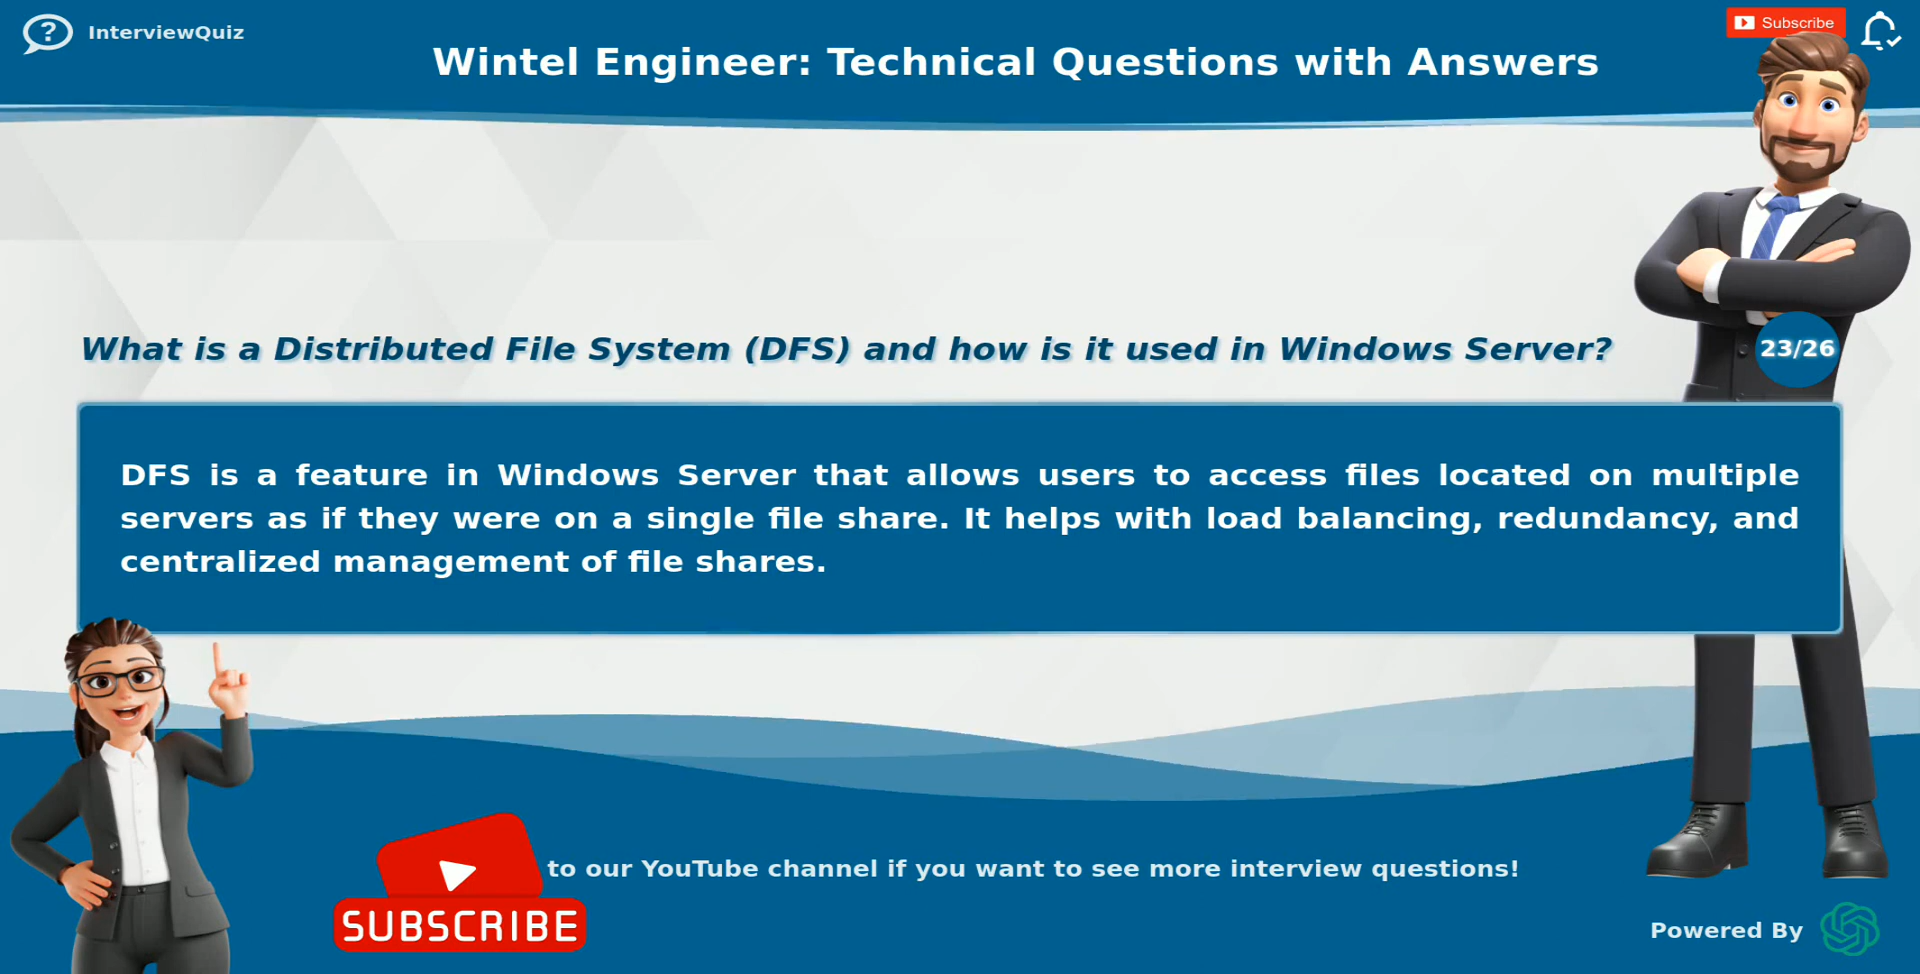 InterviewQuiz
Subscribe
Wintel Engineer: Technical Questions with Answers
What is a Distributed File System (DFS) and how is it used in Windows Server?
23/26
DFS is a feature in Windows Server that allows users to access files located on multiple
servers as if they were on a single file share. It helps with load balancing, redundancy, and
centralized management of file shares.
to our YouTube channel if you want to see more interview questions!
SUBSCRIBE
Powered By